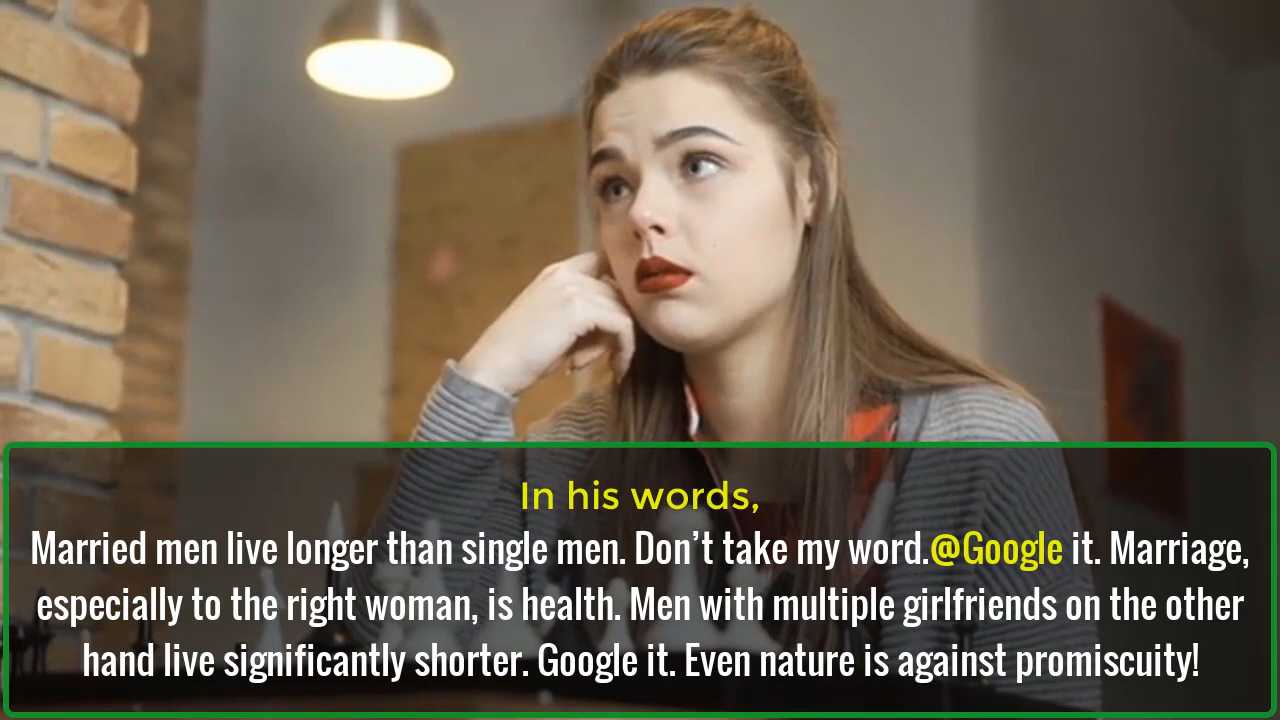 In his words,
Married men live longer than single men. Don’t take my word.@Google it. Marriage,
especially to the right woman, is health. Men with multiple girlfriends on the other
hand live significantly shorter. Google it. Even nature is against promiscuity!